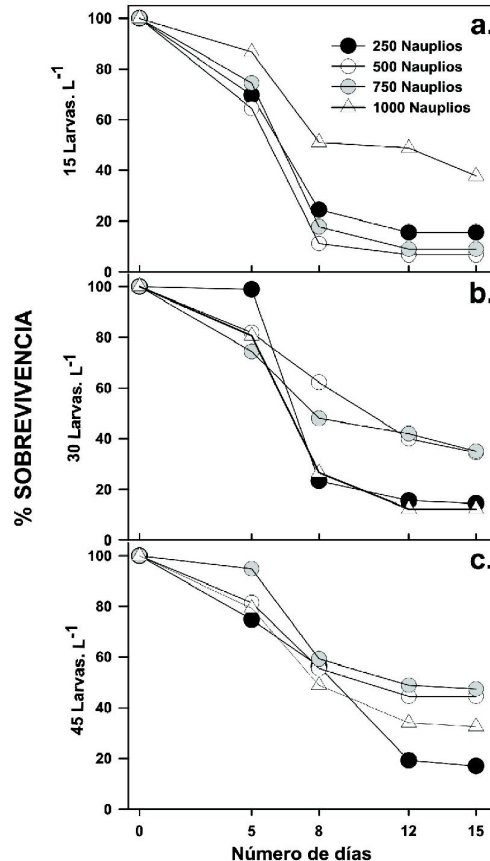 a.
250 Nauplios
500 Nauplios
750 Nauplios
1000 Nauplios
100
80
60
40
20
0
15 Larvas. L-1
b.
100
80
60
40
20
0
30 Larvas. L-1
% SOBREVIVENCIA
c.
100
80
60
40
20
0
45 Larvas. L-1
0 5 8 12 15
Número de días